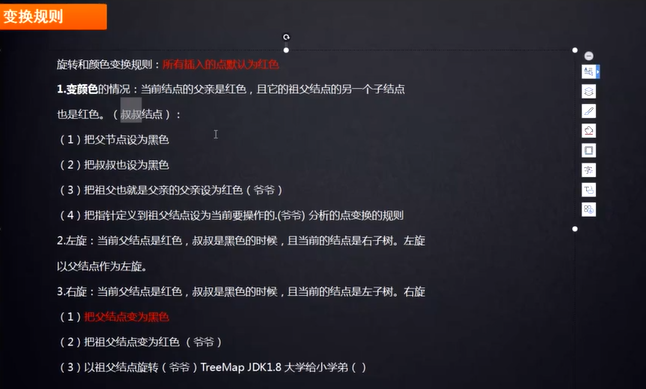 变换规则
旋转和颜色变换规则：所有插入的点默认为红色
1.变颜色的情况：当前结点的父亲是红色，且它的祖父结点的另一个子结点
也是红色。（叔叔结点）：
（1）把父节点设为黑色
（2）把叔叔也设为黑色
（3）把祖父也就是父亲的父亲设为红色（爷爷）
（4）把指针定义到祖父结点设为当前要操作的.(爷爷) 分析的点变换的规则
2.左旋：当前父结点是红色，叔叔是黑色的时候，且当前的结点是右子树。左旋
以父结点作为左旋。
3.右旋：当前父结点是红色，叔叔是黑色的时候，且当前的结点是左子树。右旋
（1）把父结点变为黑色
（2）把祖父结点变为红色 （爷爷）
（3）以祖父结点旋转（爷爷）TreeMap JDK1.8 大学给小学弟（ ）
字